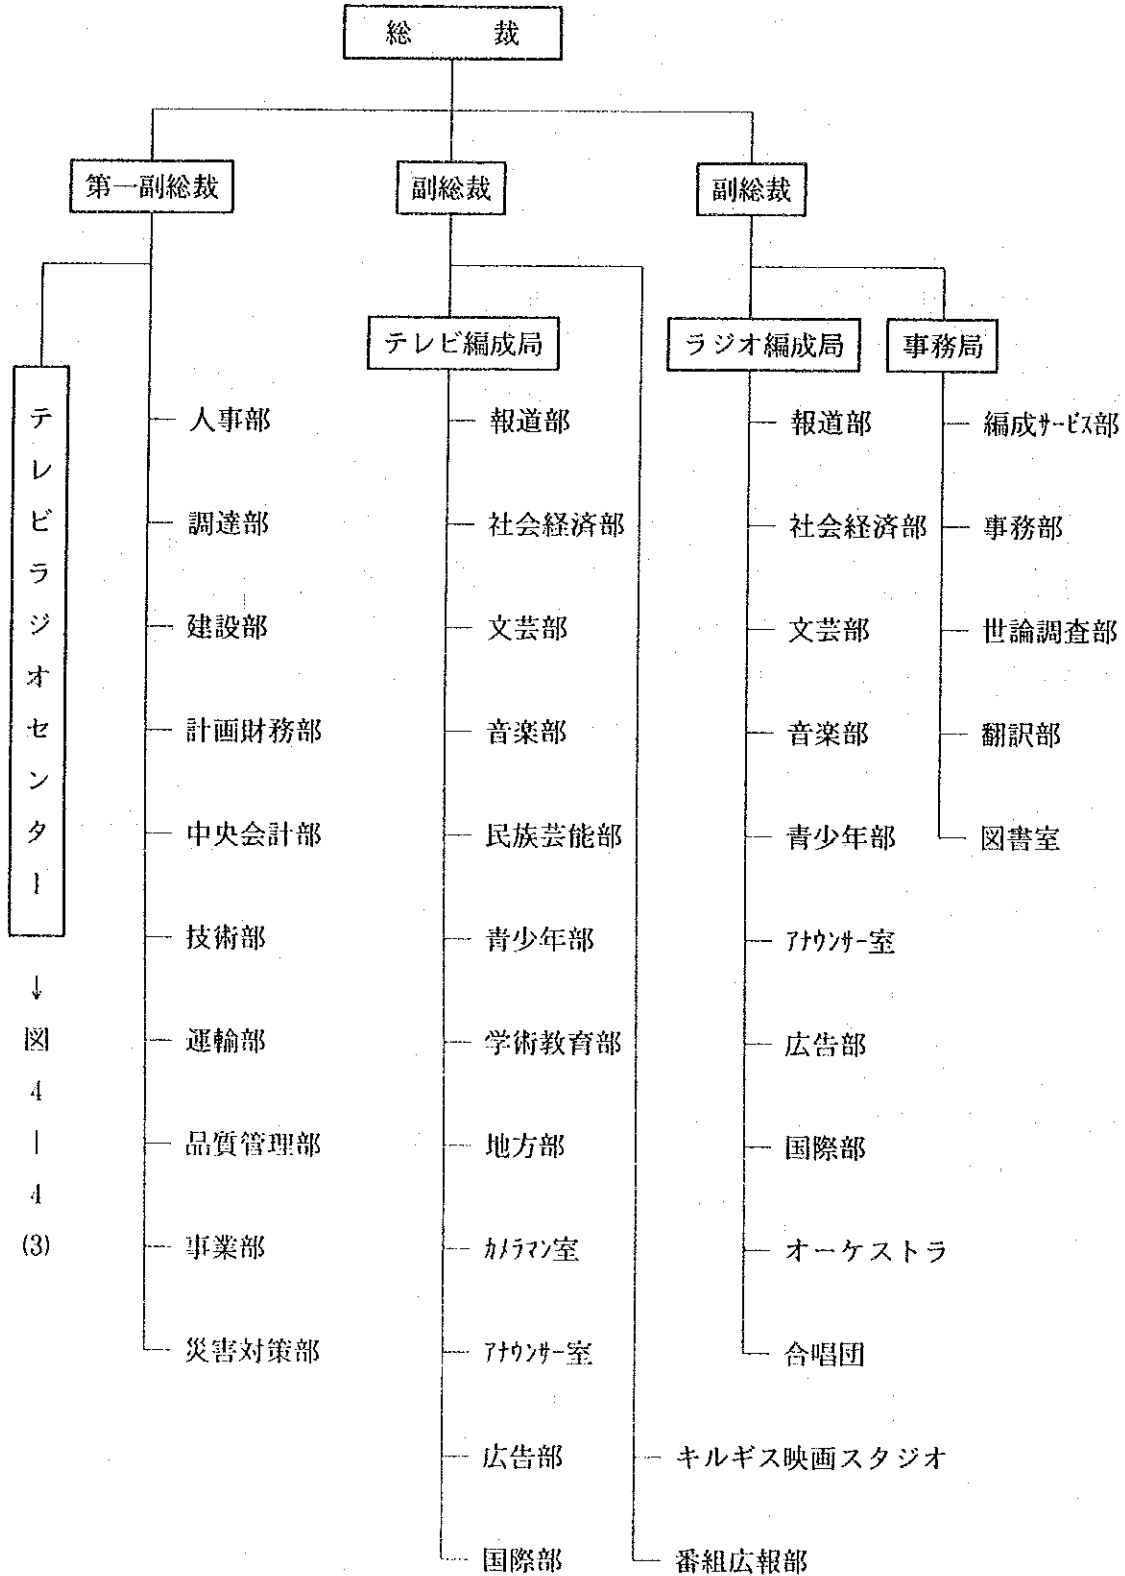 総裁
第一副総裁
副総裁
副総裁
テレビラジオセンター
↓図4-4(3)
人事部
調達部
建設部
計画財務部
中央会計部
技術部
運輸部
品質管理部
事業部
災害対策部
テレビ編成局
報道部
社会経済部
文芸部
音楽部
民族芸能部
青少年部
学術教育部
地方部
カメラマン室
アナウンサー室
広告部
国際部
キルギス映画スタジオ
番組広報部
ラジオ編成局
報道部
社会経済部
文芸部
音楽部
青少年部
アナウンサー室
広告部
国際部
オーケストラ
合唱団
事務局
編成サービス部
事務部
世論調査部
翻訳部
図書室